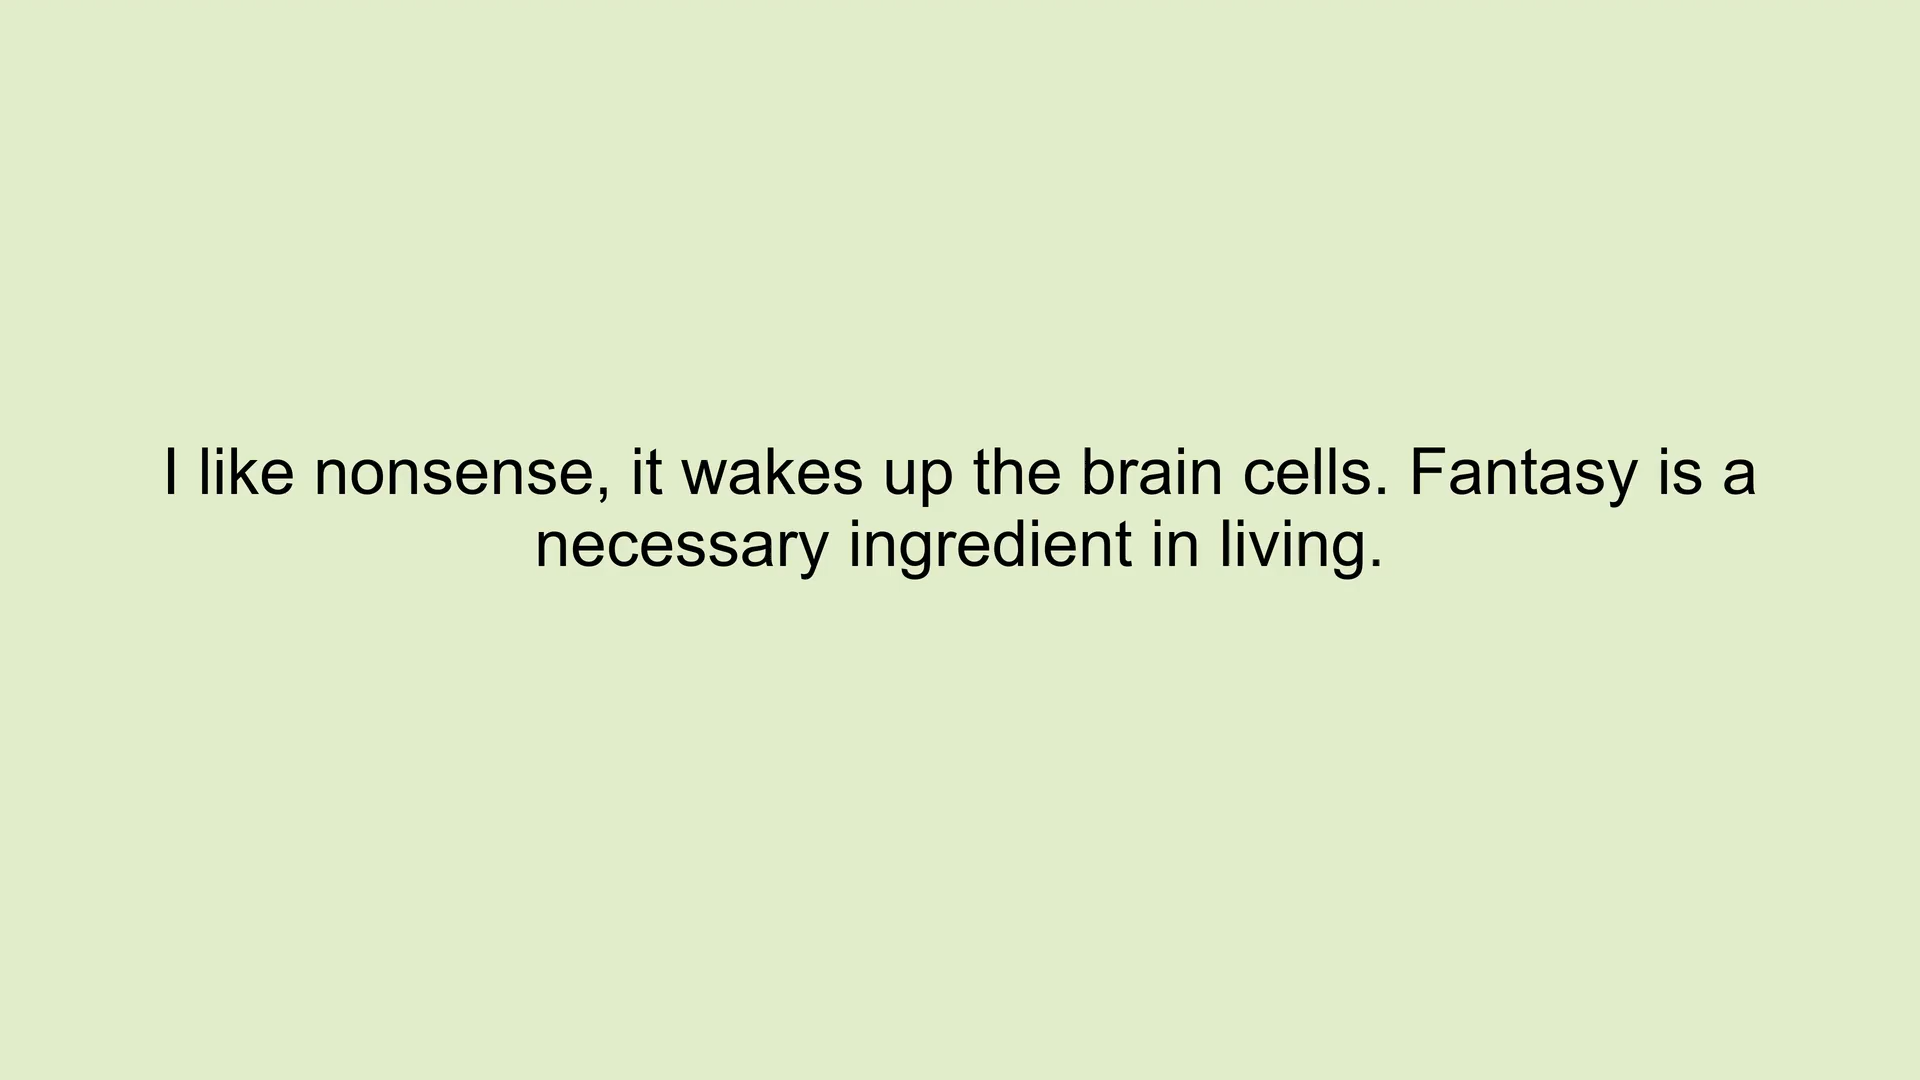 I like nonsense, it wakes up the brain cells. Fantasy is a
necessary ingredient in living.